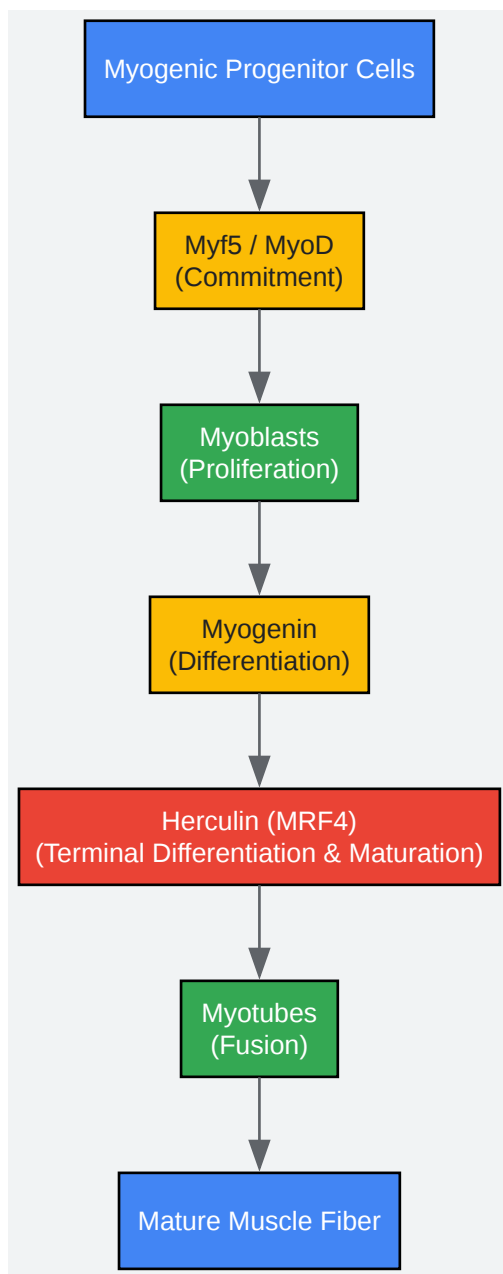 Myogenic Progenitor Cells
Myf5 / MyoD
(Commitment)
Myoblasts
(Proliferation)
Myogenin
(Differentiation)
Herculin (MRF4)
(Terminal Differentiation & Maturation)
Myotubes
(Fusion)
Mature Muscle Fiber